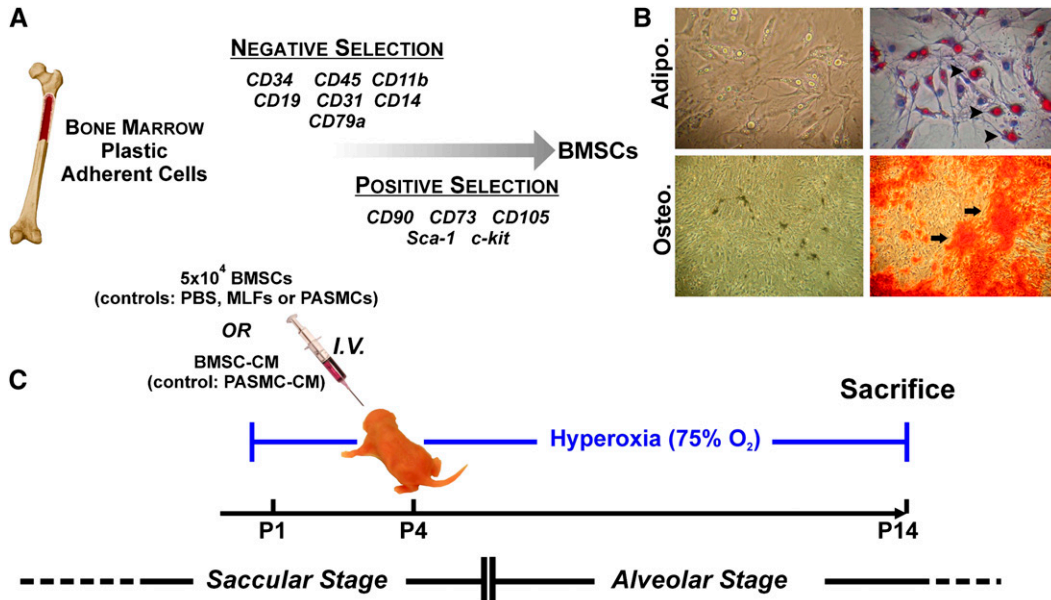 A
NEGATIVE SELECTION
CD34 CD45 CD11b
CD19 CD31 CD14
CD79a
BONE MARROW
Plastic
Adherent Cells
BMSCs
POSITIVE SELECTION
CD90 CD73 CD105
Sca-1 c-kit
B
Adipo.
Osteo.
5x10⁴ BMSCs
(controls: PBS, MLFs or PASMCs)
OR
I.V.
BMSC-CM
(control: PASMC-CM)
C
Sacrifice
Hyperoxia (75% O₂)
P1 P4 P14
Saccular Stage Alveolar Stage